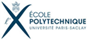 ÉCOLE
POLYTECHNIQUE
UNIVERSITÉ PARIS-SACLAY